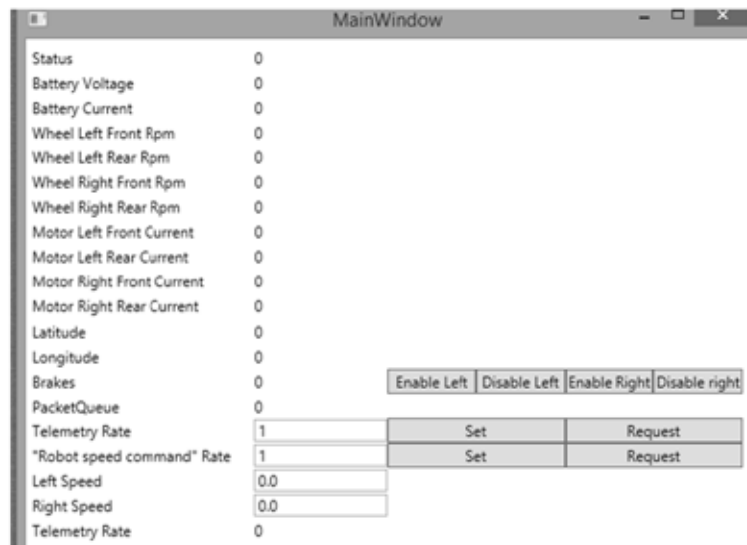 MainWindow
Status 0
Battery Voltage 0
Battery Current 0
Wheel Left Front Rpm 0
Wheel Left Rear Rpm 0
Wheel Right Front Rpm 0
Wheel Right Rear Rpm 0
Motor Left Front Current 0
Motor Left Rear Current 0
Motor Right Front Current 0
Motor Right Rear Current 0
Latitude 0
Longitude 0
Brakes 0 Enable Left Disable Left Enable Right Disable right
PacketQueue 0
Telemetry Rate 1 Set Request
"Robot speed command" Rate 1 Set Request
Left Speed 0.0
Right Speed 0.0
Telemetry Rate 0